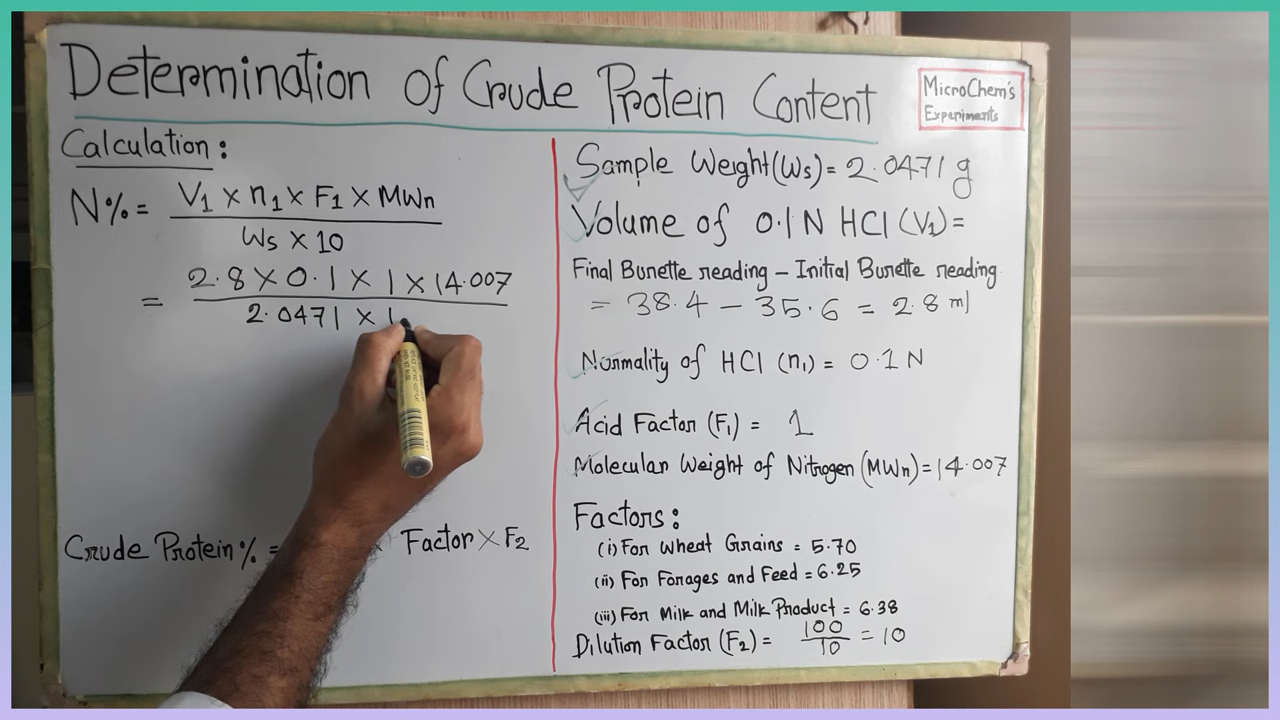 Determination of Crude Protein Content
MicroChem's
Experiments
Calculation:
N% = V₁ × n₁ × F₁ × MWn
Ws × 10
= 2.8 × 0.1 × 1 × 14.007
2.0471 × 1
Crude Protein% = × Factor × F₂
Sample Weight(Ws) = 2.0471 g
Volume of 0.1N HCl (V₁) =
Final Burette reading - Initial Burette reading
= 38.4 - 35.6 = 2.8 ml
Normality of HCl (n₁) = 0.1 N
Acid Factor (F₁) = 1
Molecular Weight of Nitrogen (MWn) = 14.007
Factors:
(i) For Wheat Grains = 5.70
(ii) For Forages and Feed = 6.25
(iii) For Milk and Milk Product = 6.38
Dilution Factor (F₂) = 100/10 = 10